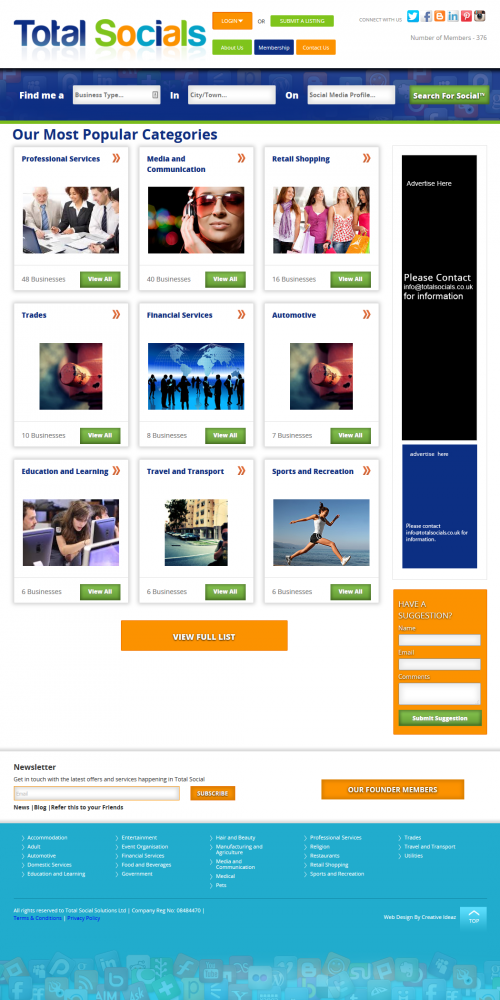 Total Socials
LOGIN
OR
SUBMIT A LISTING
CONNECT WITH US
About Us
Membership
Contact Us
Number of Members - 376
Find me a
Business Type...
In
City/Town...
On
Social Media Profile...
Search For Social™
Our Most Popular Categories
Professional Services
Media and
Communication
Retail Shopping
48 Businesses
View All
40 Businesses
View All
16 Businesses
View All
Trades
Financial Services
Automotive
10 Businesses
View All
8 Businesses
View All
7 Businesses
View All
Education and Learning
Travel and Transport
Sports and Recreation
6 Businesses
View All
6 Businesses
View All
6 Businesses
View All
VIEW FULL LIST
Advertise Here
Please Contact
info@totalsocials.co.uk
for information
advertise here
Please contact
info@totalsocials.co.uk for
information.
HAVE A
SUGGESTION?
Name
Email
Comments
Submit Suggestion
Newsletter
Get in touch with the latest offers and services happening in Total Social
Email
SUBSCRIBE
OUR FOUNDER MEMBERS
News |Blog |Refer this to your Friends
Accommodation
Adult
Automotive
Domestic Services
Education and Learning
Entertainment
Event Organisation
Financial Services
Food and Beverages
Government
Hair and Beauty
Manufacturing and
Agriculture
Media and
Communication
Medical
Pets
Professional Services
Religion
Restaurants
Retail Shopping
Sports and Recreation
Trades
Travel and Transport
Utilities
All rights reserved to Total Social Solutions Ltd | Company Reg No: 08484470 |
Terms & Conditions | Privacy Policy
Web Design By Creative Ideaz
TOP